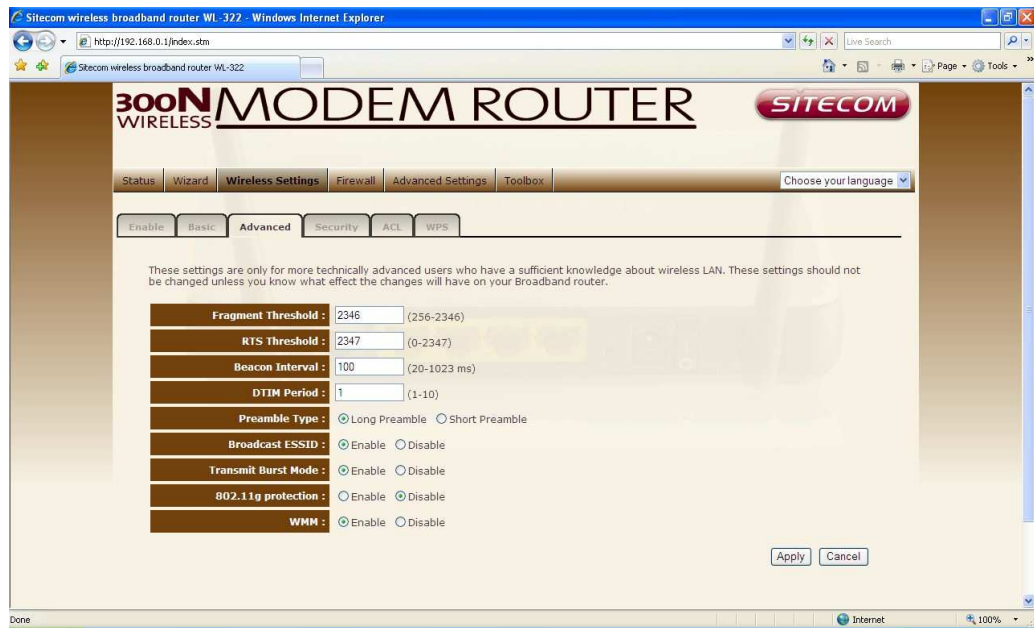 Sitecom wireless broadband router WL-322 - Windows Internet Explorer
http://192.168.0.1/index.stm
Live Search
Sitecom wireless broadband router WL-322
Page
Tools
300N
WIRELESS
MODEM ROUTER
SITECOM
Status
Wizard
Wireless Settings
Firewall
Advanced Settings
Toolbox
Choose your language
Enable
Basic
Advanced
Security
ACL
WPS
These settings are only for more technically advanced users who have a sufficient knowledge about wireless LAN. These settings should not
be changed unless you know what effect the changes will have on your Broadband router.
Fragment Threshold : 2346 (256-2346)
RTS Threshold : 2347 (0-2347)
Beacon Interval : 100 (20-1023 ms)
DTIM Period : 1 (1-10)
Preamble Type : Long Preamble Short Preamble
Broadcast ESSID : Enable Disable
Transmit Burst Mode : Enable Disable
802.11g protection : Enable Disable
WMM : Enable Disable
Apply Cancel
Done
Internet
100%